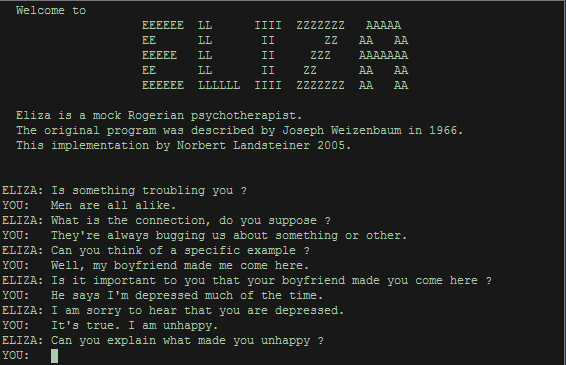 Welcome to
EEEEEE  LL      IIII  ZZZZZZZ   AAAAA
EE      LL       II       ZZ   AA   AA
EEEEE   LL       II     ZZZ    AAAAAAA
EE      LL       II    ZZ      AA   AA
EEEEEE  LLLLLL  IIII  ZZZZZZZ  AA   AA
Eliza is a mock Rogerian psychotherapist.
The original program was described by Joseph Weizenbaum in 1966.
This implementation by Norbert Landsteiner 2005.
ELIZA: Is something troubling you ?
YOU:   Men are all alike.
ELIZA: What is the connection, do you suppose ?
YOU:   They're always bugging us about something or other.
ELIZA: Can you think of a specific example ?
YOU:   Well, my boyfriend made me come here.
ELIZA: Is it important to you that your boyfriend made you come here ?
YOU:   He says I'm depressed much of the time.
ELIZA: I am sorry to hear that you are depressed.
YOU:   It's true. I am unhappy.
ELIZA: Can you explain what made you unhappy ?
YOU: